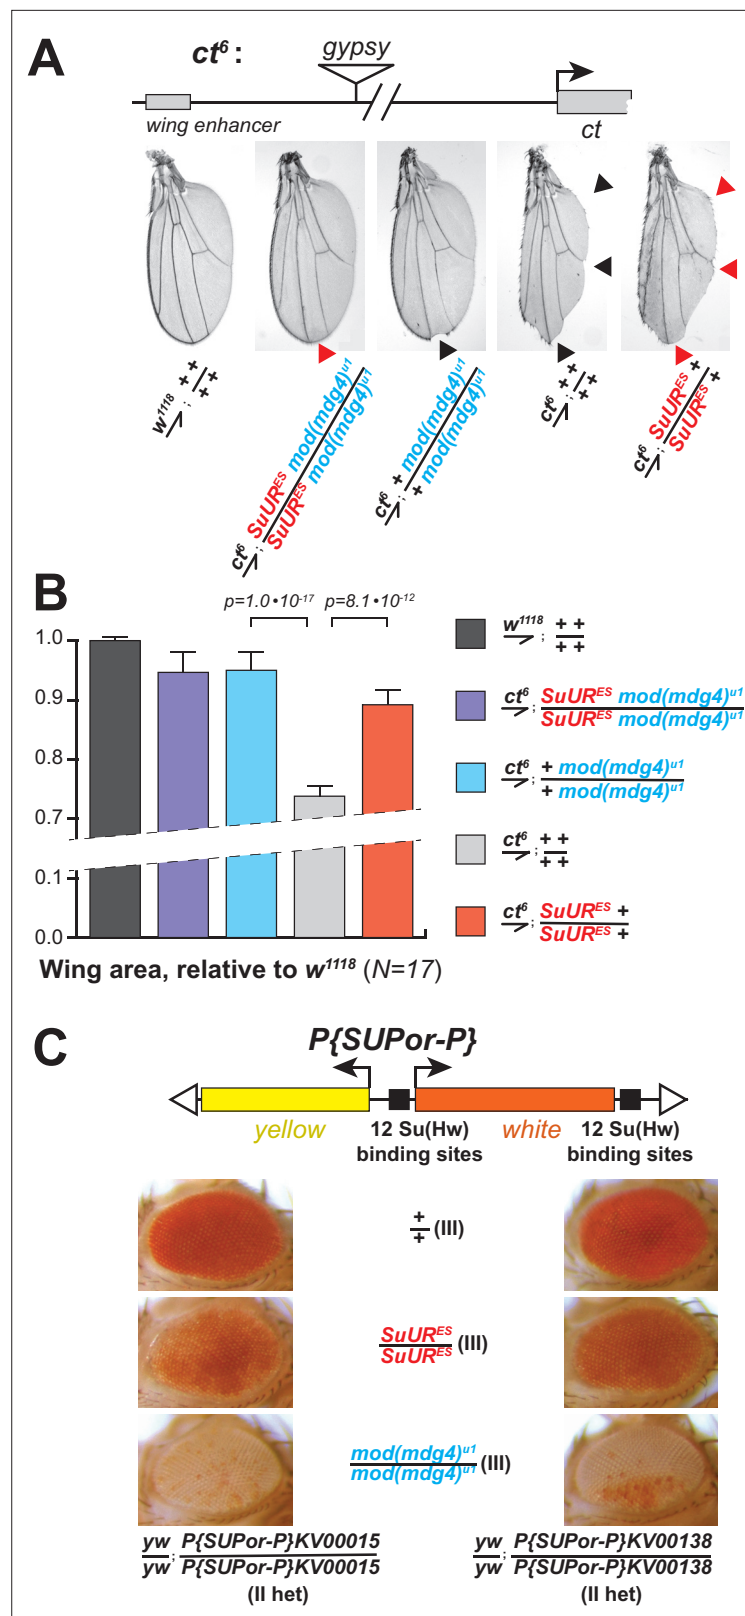 A
ct⁶ :
gypsy
wing enhancer
ct
w¹¹¹⁸ ; + + / + +
ct⁶ ; SuURᴱˢ mod(mdg4)ᵘ¹ / SuURᴱˢ mod(mdg4)ᵘ¹
ct⁶ ; + mod(mdg4)ᵘ¹ / + mod(mdg4)ᵘ¹
ct⁶ ; + + / + +
ct⁶ ; SuURᴱˢ + / SuURᴱˢ +
B
p=1.0•10⁻¹⁷ p=8.1•10⁻¹²
1.0
0.9
0.8
0.7
0.1
0.0
w¹¹¹⁸ ; + + / + +
ct⁶ ; SuURᴱˢ mod(mdg4)ᵘ¹ / SuURᴱˢ mod(mdg4)ᵘ¹
ct⁶ ; + mod(mdg4)ᵘ¹ / + mod(mdg4)ᵘ¹
ct⁶ ; + + / + +
ct⁶ ; SuURᴱˢ + / SuURᴱˢ +
Wing area, relative to w¹¹¹⁸ (N=17)
C
P{SUPor-P}
yellow
12 Su(Hw)
binding sites
white
12 Su(Hw)
binding sites
+ / + (III)
SuURᴱˢ / SuURᴱˢ (III)
mod(mdg4)ᵘ¹ / mod(mdg4)ᵘ¹ (III)
yw / yw ; P{SUPor-P}KV00015 / P{SUPor-P}KV00015
(II het)
yw / yw ; P{SUPor-P}KV00138 / P{SUPor-P}KV00138
(II het)